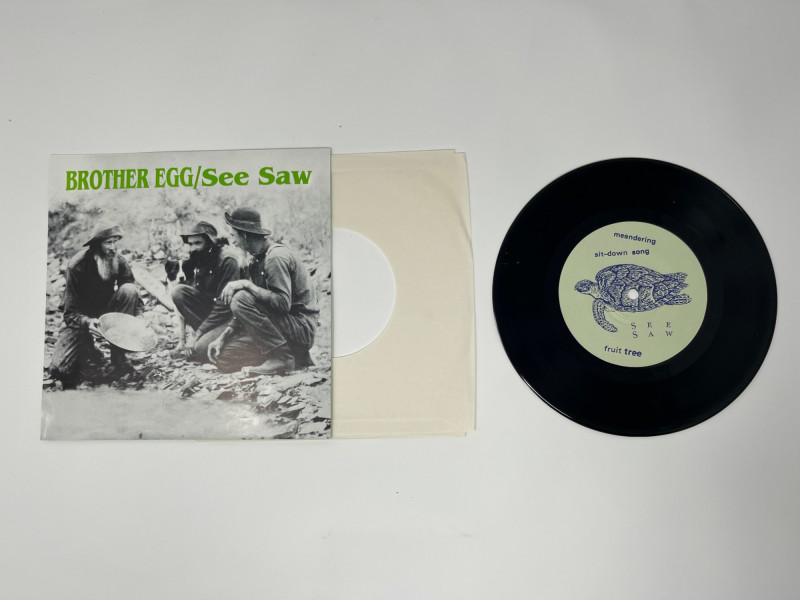 BROTHER EGG/See Saw
meandering
sit-down song
SEE
SAW
fruit tree